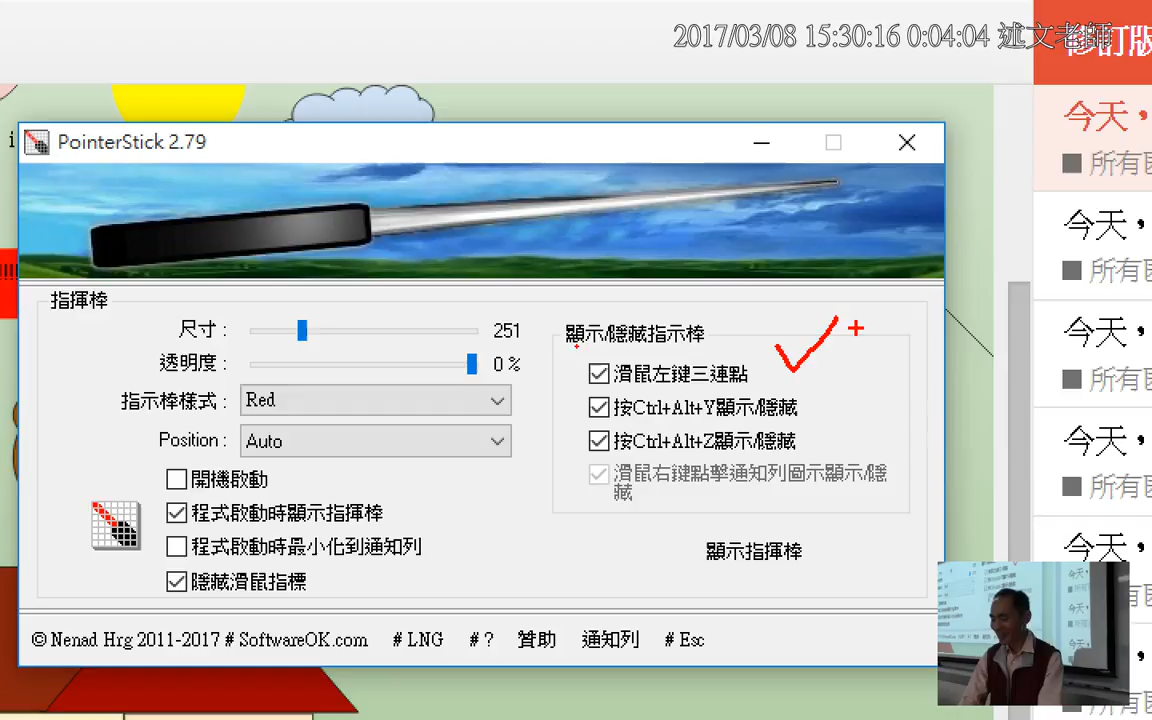 2017/03/08 15:30:16 0:04:04 述文老師
修訂版
i
PointerStick 2.79
今天，
所有
今天，
所有
今天，
所有
今天，
所有
今天，
指揮棒
尺寸 : 251
透明度 : 0 %
指示棒樣式 : Red
Position : Auto
開機啟動
程式啟動時顯示指揮棒
程式啟動時最小化到通知列
隱藏滑鼠指標
顯示/隱藏指示棒
滑鼠左鍵三連點
按Ctrl+Alt+Y顯示/隱藏
按Ctrl+Alt+Z顯示/隱藏
滑鼠右鍵點擊通知列圖示顯示/隱
藏
顯示指揮棒
© Nenad Hrg 2011-2017 # SoftwareOK.com # LNG # ? 贊助 通知列 # Esc